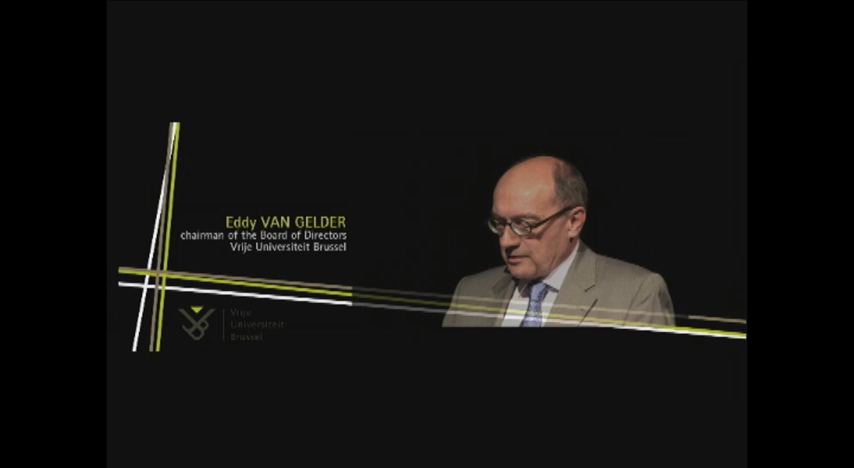 Eddy VAN GELDER
chairman of the Board of Directors
Vrije Universiteit Brussel
Vrije
Universiteit
Brussel